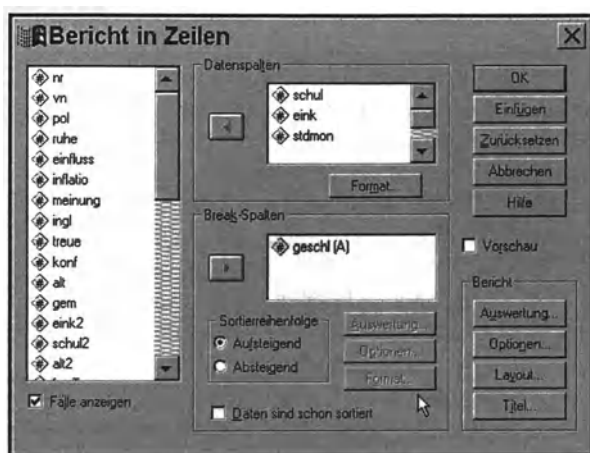 Bericht in Zeilen
nr
vn
pol
ruhe
einfluss
inflatio
meinung
ingl
treue
konf
alt
gem
eink2
schul2
alt2
Fälle anzeigen
Datenspalten
schul
eink
stdmon
Format...
Break-Spalten
geschl (A)
Sortierreihenfolge
Aufsteigend
Absteigend
Auswertung...
Optionen...
Format...
Daten sind schon sortiert
OK
Einfügen
Zurücksetzen
Abbrechen
Hilfe
Vorschau
Bericht
Auswertung...
Optionen...
Layout...
Titel...